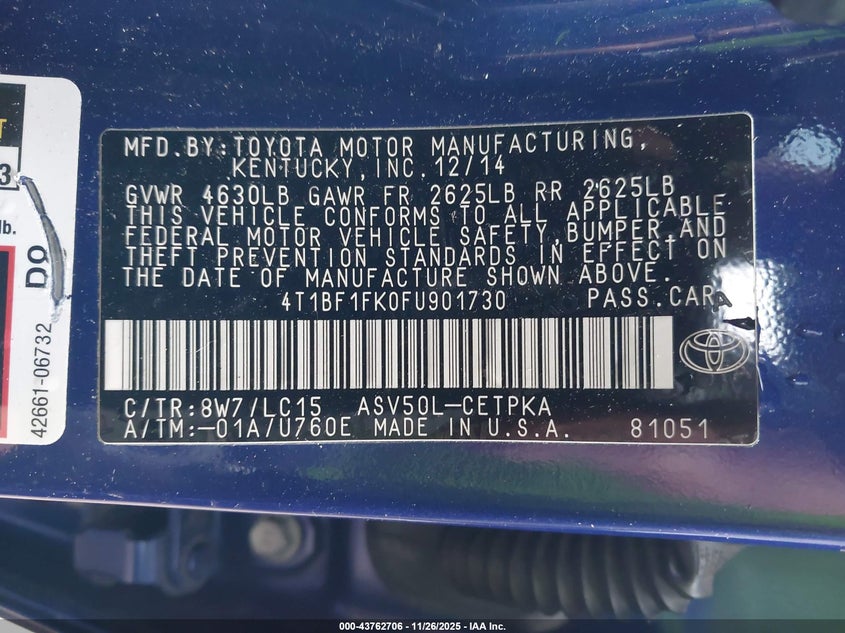 T
3
lb.
DO
42661-06732
MFD.BY:TOYOTA MOTOR MANUFACTURING,
KENTUCKY,INC.12/14
GVWR 4630LB GAWR FR 2625LB RR 2625LB
THIS VEHICLE CONFORMS TO ALL APPLICABLE
FEDERAL MOTOR VEHICLE SAFETY,BUMPER,AND
THEFT PREVENTION STANDARDS IN EFFECT ON
THE DATE OF MANUFACTURE SHOWN ABOVE.
4T1BF1FK0FU901730 PASS.CAR
C/TR:8W7/LC15 ASV50L-CETPKA
A/TM:-01A/U760E MADE IN U.S.A. 81051
000-43762706 - 11/26/2025 - IAA Inc.